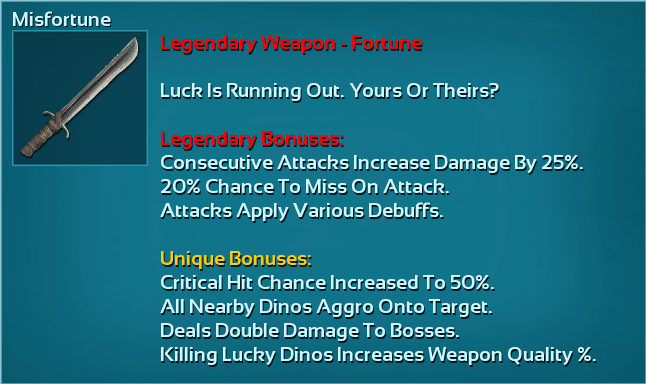 Misfortune
Legendary Weapon - Fortune
Luck Is Running Out. Yours Or Theirs?
Legendary Bonuses:
Consecutive Attacks Increase Damage By 25%.
20% Chance To Miss On Attack.
Attacks Apply Various Debuffs.
Unique Bonuses:
Critical Hit Chance Increased To 50%.
All Nearby Dinos Aggro Onto Target.
Deals Double Damage To Bosses.
Killing Lucky Dinos Increases Weapon Quality %.